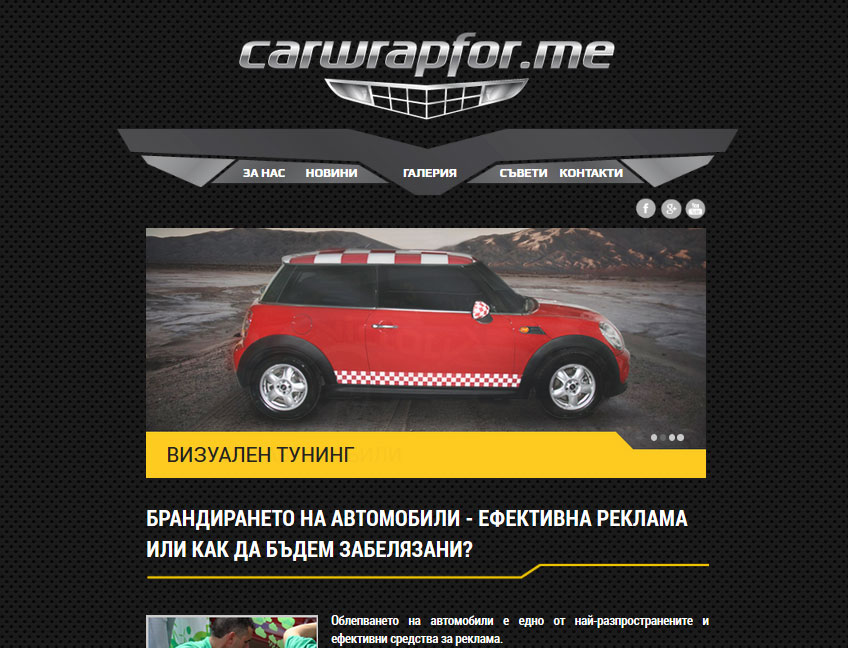 carwrapfor.me
ЗА НАС НОВИНИ ГАЛЕРИЯ СЪВЕТИ КОНТАКТИ
ВИЗУАЛЕН ТУНИНГ
БРАНДИРАНЕТО НА АВТОМОБИЛИ - ЕФЕКТИВНА РЕКЛАМА
ИЛИ КАК ДА БЪДЕМ ЗАБЕЛЯЗАНИ?
Облепването на автомобили е едно от най-разпространите и
ефективни средства за реклама.